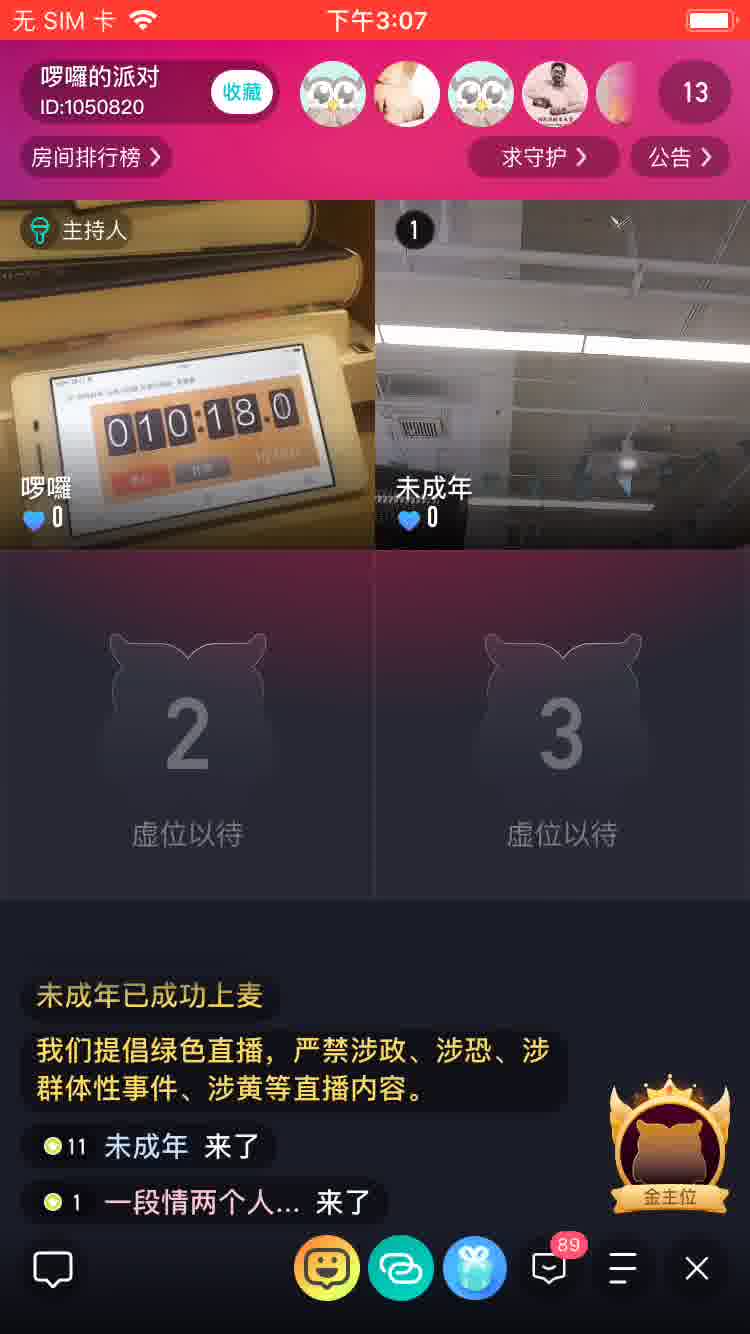 无 SIM 卡
下午3:07
啰囉的派对
ID:1050820
收藏
13
房间排行榜
求守护
公告
主持人
1
010:18.0
啰囉
0
未成年
0
2
虚位以待
3
虚位以待
未成年已成功上麦
我们提倡绿色直播，严禁涉政、涉恐、涉
群体性事件、涉黄等直播内容。
11 未成年 来了
1 一段情两个人... 来了
金主位
89